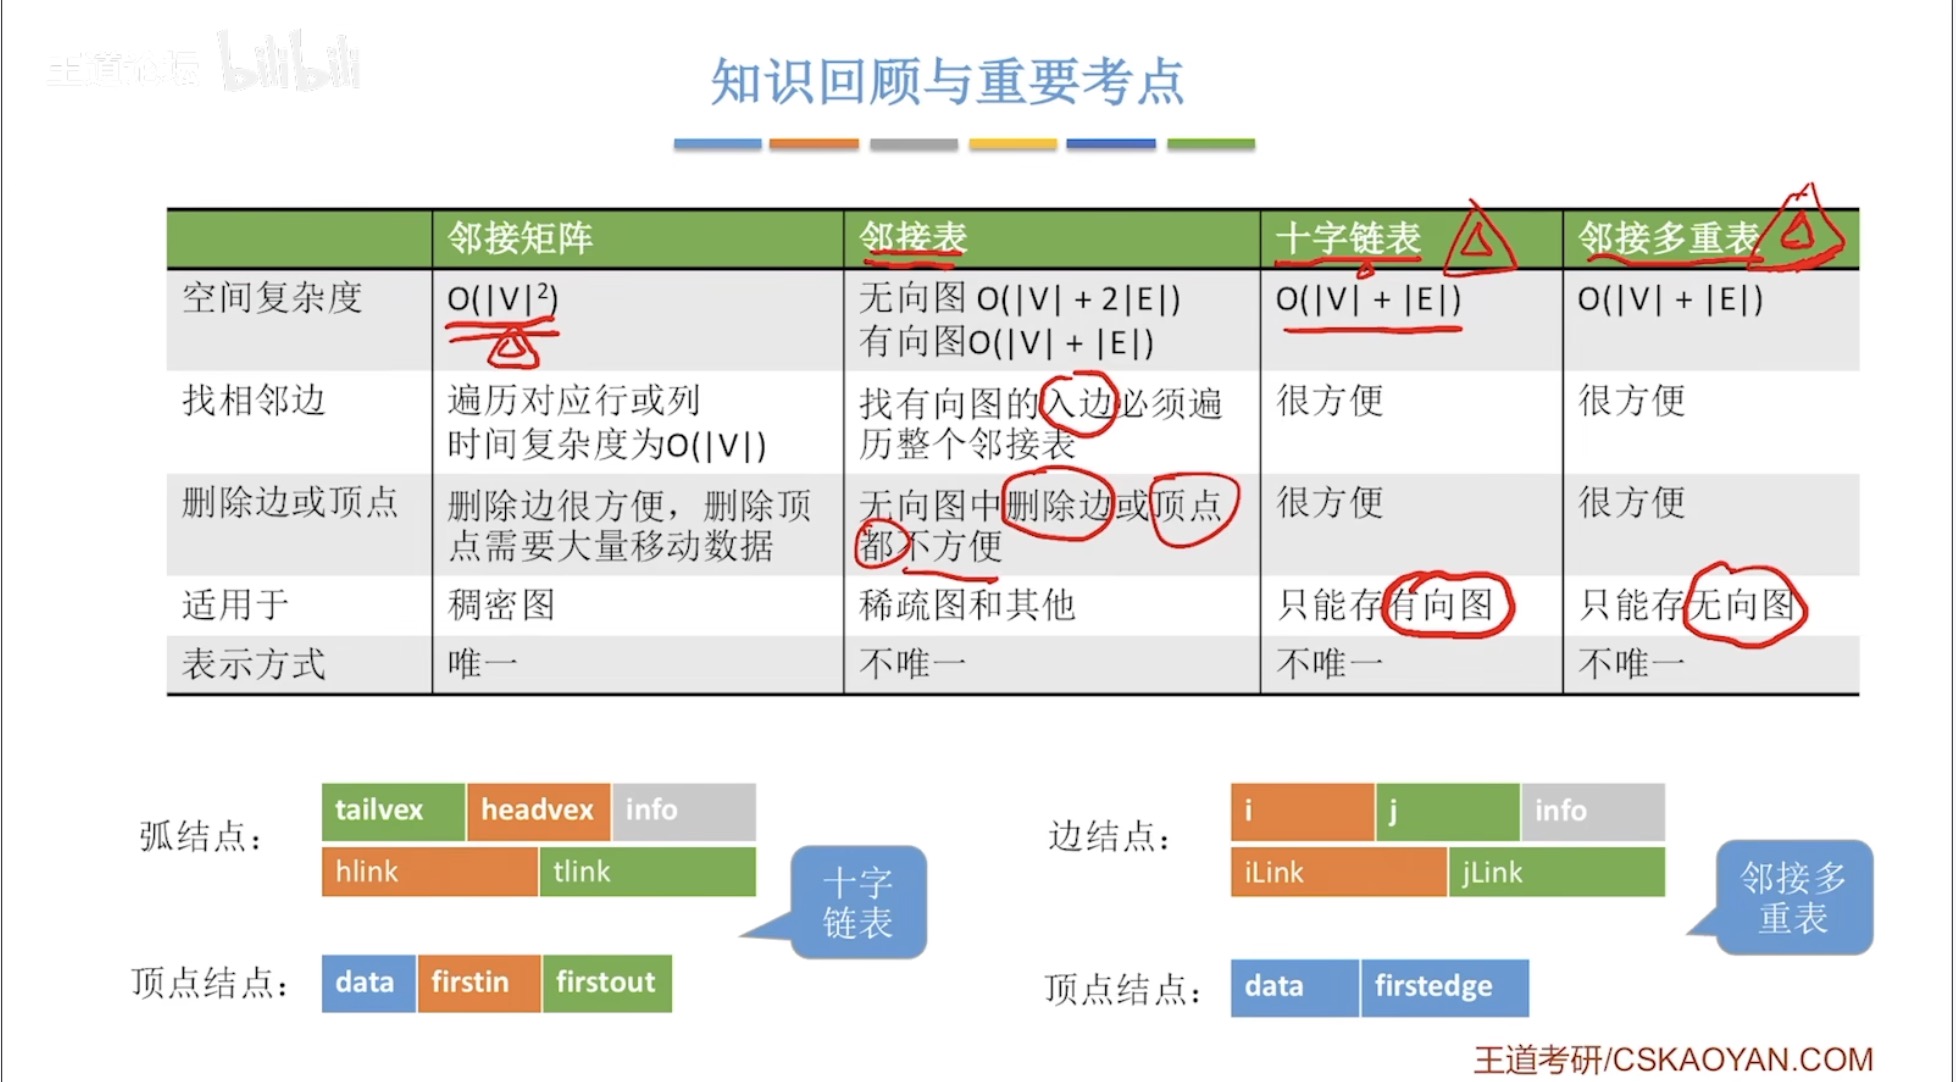 王道论坛 bilibili
知识回顾与重要考点
邻接矩阵 邻接表 十字链表 邻接多重表
空间复杂度
O(|V|²)
无向图 O(|V| + 2|E|)
有向图O(|V| + |E|)
O(|V| + |E|)
O(|V| + |E|)
找相邻边
遍历对应行或列
时间复杂度为O(|V|)
找有向图的入边必须遍
历整个邻接表
很方便
很方便
删除边或顶点
删除边很方便，删除顶
点需要大量移动数据
无向图中删除边或顶点
都不方便
很方便
很方便
适用于
稠密图
稀疏图和其他
只能存有向图
只能存无向图
表示方式
唯一
不唯一
不唯一
不唯一
弧结点：
tailvex headvex info
hlink tlink
十字
链表
顶点结点：
data firstin firstout
边结点：
i j info
iLink jLink
邻接多
重表
顶点结点：
data firstedge
王道考研/CSKAOYAN.COM